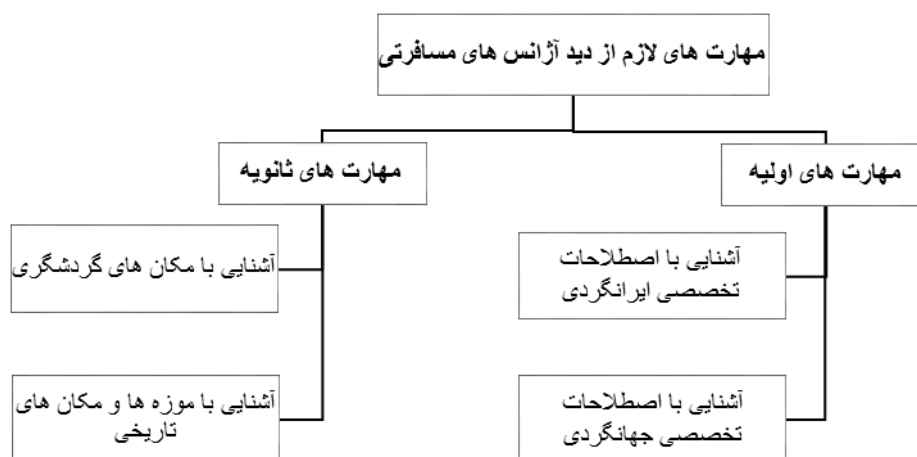 مهارت های لازم از دید آژانس های مسافرتی
مهارت های اولیه
مهارت های ثانویه
آشنایی با اصطلاحات
تخصصی ایرانگردی
آشنایی با مکان های گردشگری
آشنایی با اصطلاحات
تخصصی جهانگردی
آشنایی با موزه ها و مکان های
تاریخی